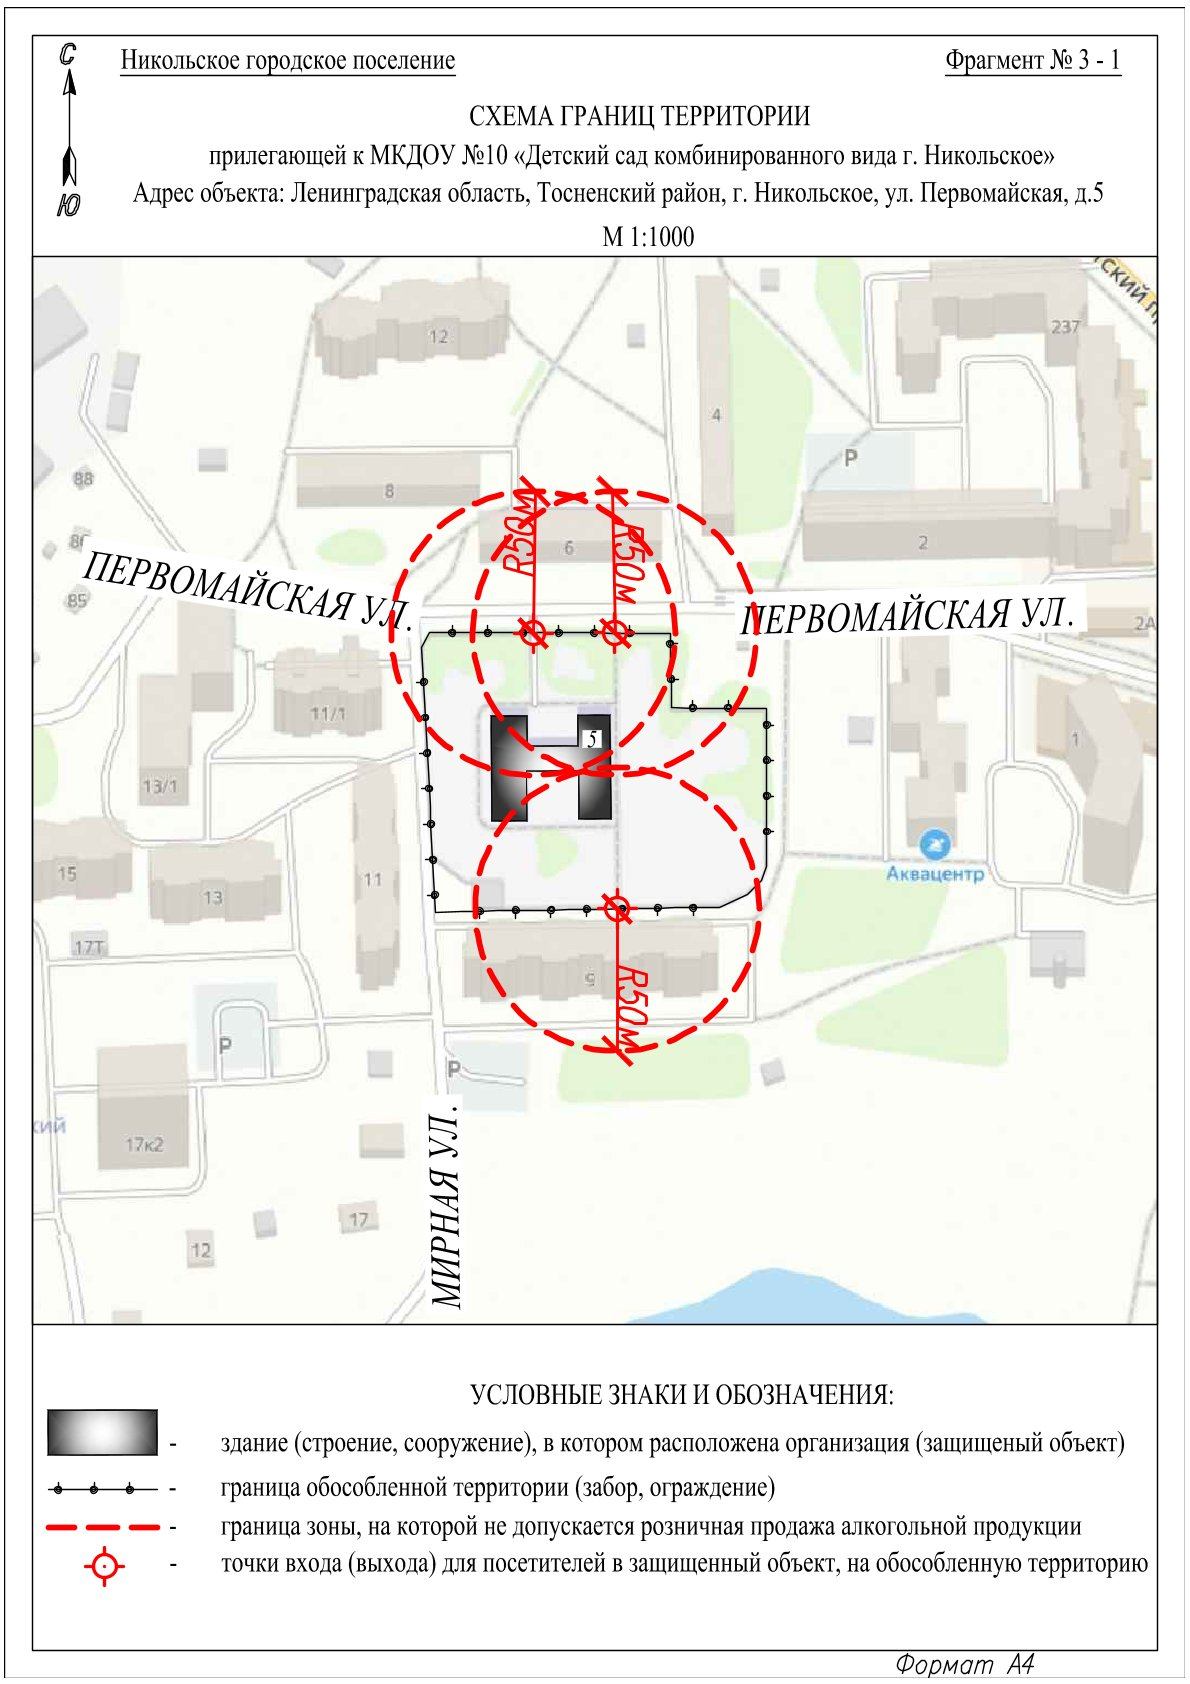 С
Никольское городское поселение
Фрагмент № 3 - 1
СХЕМА ГРАНИЦ ТЕРРИТОРИИ
прилегающей к МКДОУ №10 «Детский сад комбинированного вида г. Никольское»
Адрес объекта: Ленинградская область, Тосненский район, г. Никольское, ул. Первомайская, д.5
Ю
М 1:1000
12
237
4
Р
88
8
2
6
R50м
R50м
85
ПЕРВОМАЙСКАЯ УЛ.
ПЕРВОМАЙСКАЯ УЛ.
2А
11/1
5
1
13/1
15
13
11
Аквацентр
17Т
9
R50м
Р
Р
17к2
МИРНАЯ УЛ.
17
12
УСЛОВНЫЕ ЗНАКИ И ОБОЗНАЧЕНИЯ:
- здание (строение, сооружение), в котором расположена организация (защищеный объект)
- граница обособленной территории (забор, ограждение)
- граница зоны, на которой не допускается розничная продажа алкогольной продукции
- точки входа (выхода) для посетителей в защищенный объект, на обособленную территорию
Формат А4